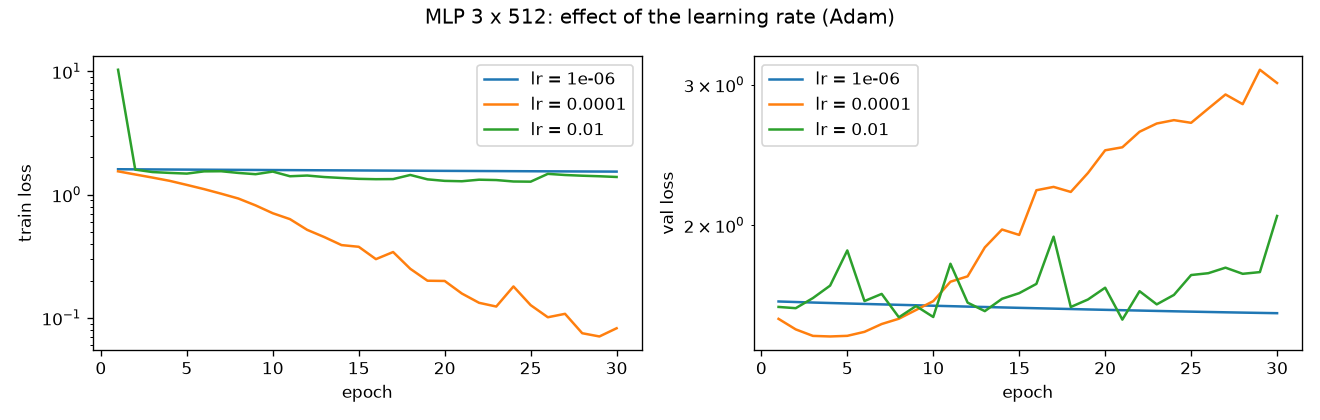 MLP 3 x 512: effect of the learning rate (Adam)
train loss
10¹
10⁰
10⁻¹
lr = 1e-06
lr = 0.0001
lr = 0.01
0 5 10 15 20 25 30
epoch
val loss
3 × 10⁰
2 × 10⁰
lr = 1e-06
lr = 0.0001
lr = 0.01
0 5 10 15 20 25 30
epoch